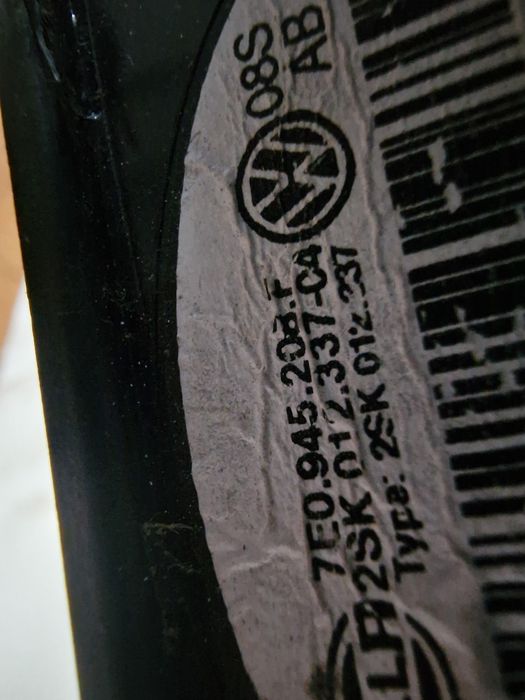 08S
AB
7E0.945.208.F
2SK 012.337-04
Type: 2SK 012.337